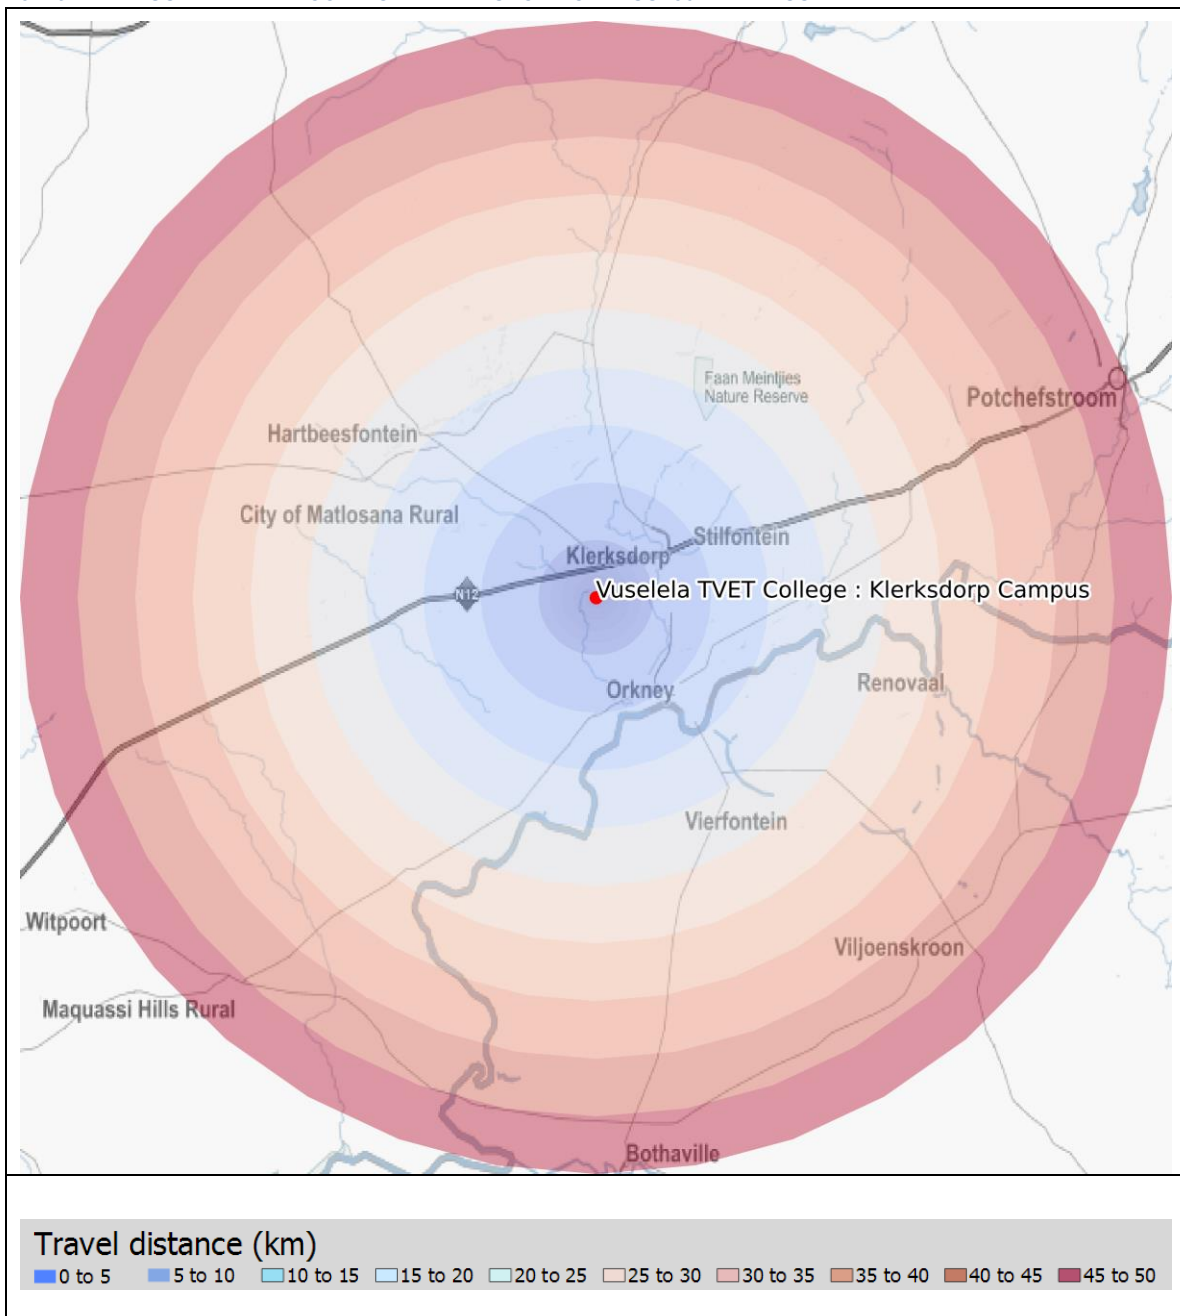 Faan Meintjies
Nature Reserve
Potchefstroom
Hartbeesfontein
City of Matlosana Rural
Stilfontein
Klerksdorp
N12
Vuselela TVET College : Klerksdorp Campus
Orkney
Renovaal
Vierfontein
Witpoort
Viljoenskroon
Maquassi Hills Rural
Bothaville
Travel distance (km)
0 to 5 5 to 10 10 to 15 15 to 20 20 to 25 25 to 30 30 to 35 35 to 40 40 to 45 45 to 50